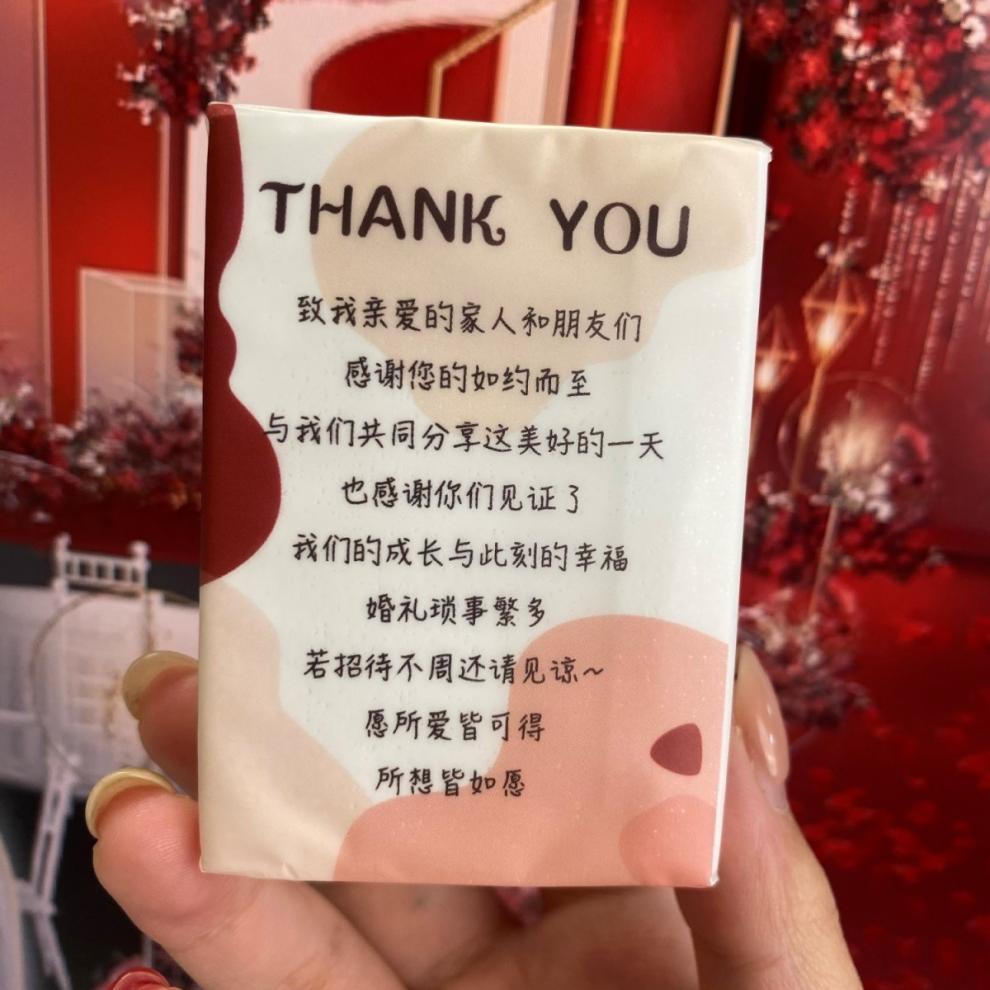 THANK YOU
致我亲爱的家人和朋友们
感谢您的如约而至
与我们共同分享这美好的一天
也感谢你们见证了
我们的成长与此刻的幸福
婚礼琐事繁多
若招待不周还请见谅~
愿所爱皆可得
所想皆如愿